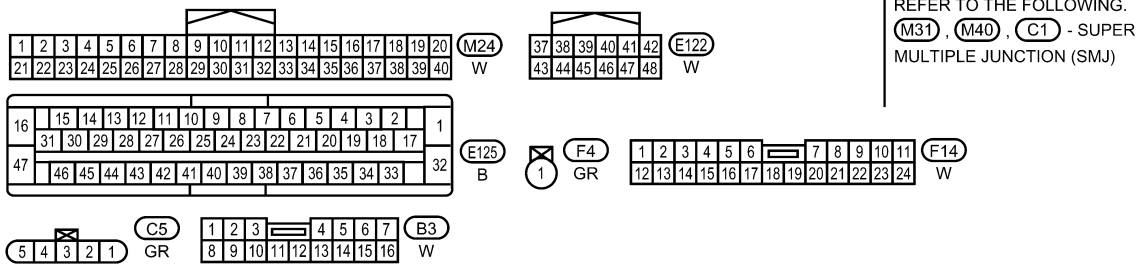 REFER TO THE FOLLOWING.
M31 , M40 , C1 - SUPER
MULTIPLE JUNCTION (SMJ)
1 2 3 4 5 6 7 8 9 10 11 12 13 14 15 16 17 18 19 20 M24
21 22 23 24 25 26 27 28 29 30 31 32 33 34 35 36 37 38 39 40 W
37 38 39 40 41 42 E122
43 44 45 46 47 48 W
16 15 14 13 12 11 10 9 8 7 6 5 4 3 2 1
31 30 29 28 27 26 25 24 23 22 21 20 19 18 17
47 46 45 44 43 42 41 40 39 38 37 36 35 34 33 32
E125
B
1 F4
GR
1 2 3 4 5 6 7 8 9 10 11 F14
12 13 14 15 16 17 18 19 20 21 22 23 24 W
5 4 3 2 1 C5
GR
1 2 3 4 5 6 7 B3
8 9 10 11 12 13 14 15 16 W